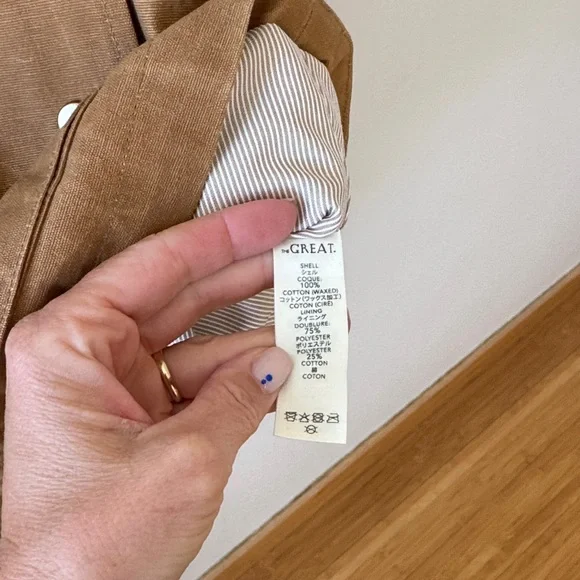 THE GREAT.
SHELL
シェル
COQUE:
100%
COTTON (WAXED)
コットン(ワックス加工)
COTON (CIRÉ)
LINING
ライニング
DOUBLURE:
75%
POLYESTER
ポリエステル
POLYESTER
25%
COTTON
綿
COTON